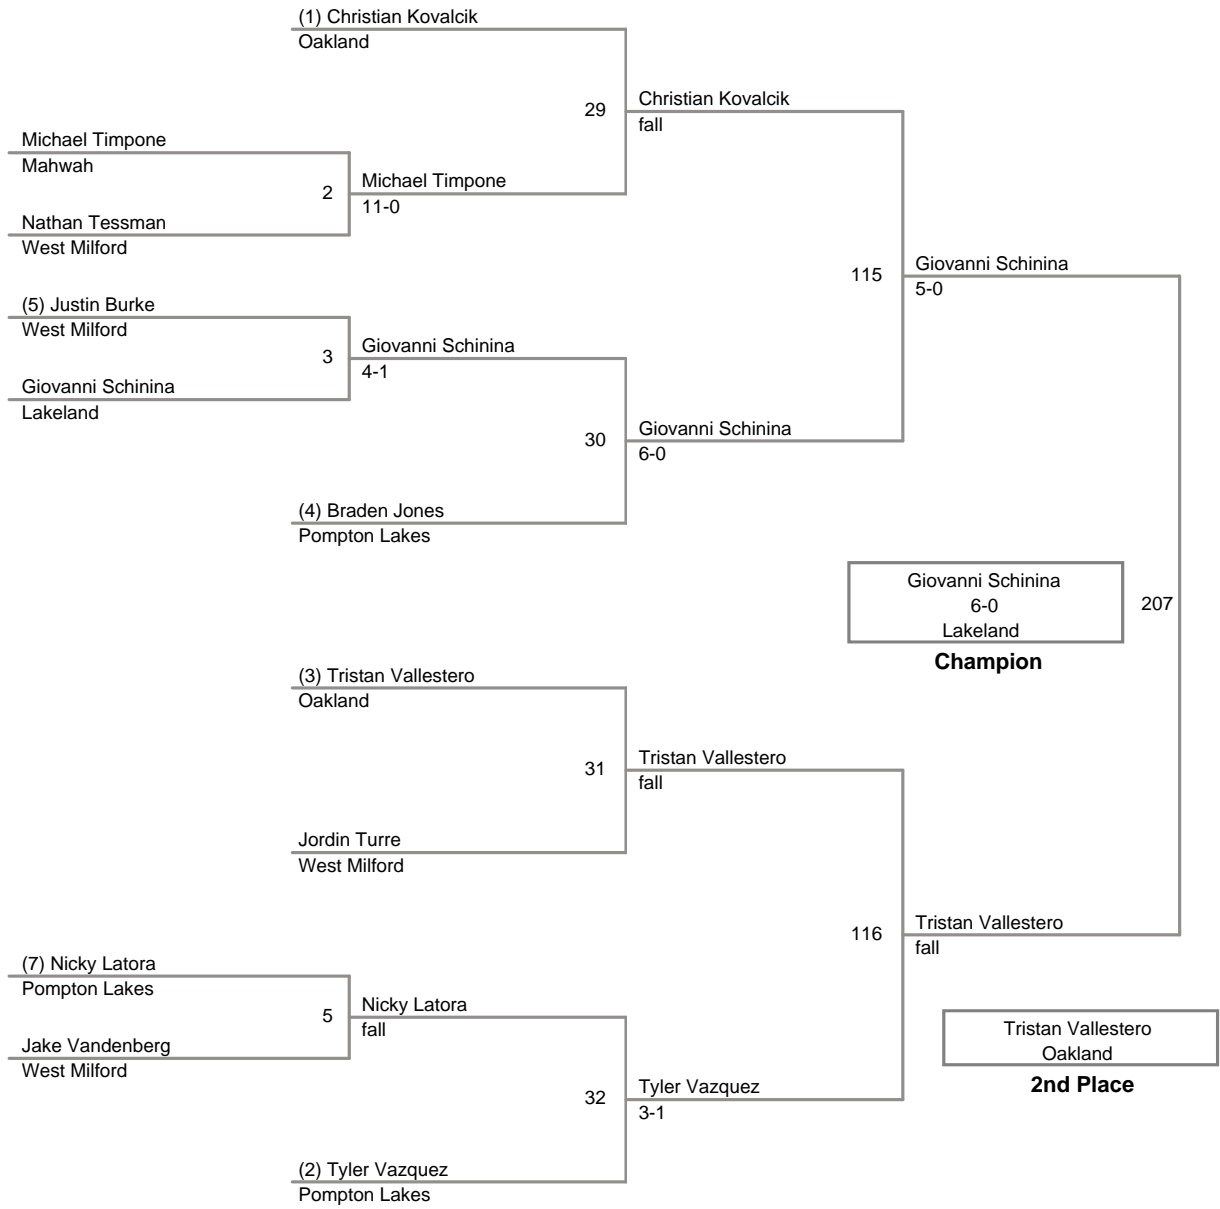 (1) Christian Kovalcik
Oakland
29
Christian Kovalcik
fall
Michael Timpone
Mahwah
2
Michael Timpone
11-0
Nathan Tessman
West Milford
115
Giovanni Schinina
5-0
(5) Justin Burke
West Milford
3
Giovanni Schinina
4-1
Giovanni Schinina
Lakeland
30
Giovanni Schinina
6-0
(4) Braden Jones
Pompton Lakes
Giovanni Schinina
6-0
Lakeland
207
Champion
(3) Tristan Vallestero
Oakland
31
Tristan Vallestero
fall
Jordin Turre
West Milford
116
Tristan Vallestero
fall
(7) Nicky Latora
Pompton Lakes
5
Nicky Latora
fall
Jake Vandenberg
West Milford
Tristan Vallestero
Oakland
2nd Place
32
Tyler Vazquez
3-1
(2) Tyler Vazquez
Pompton Lakes